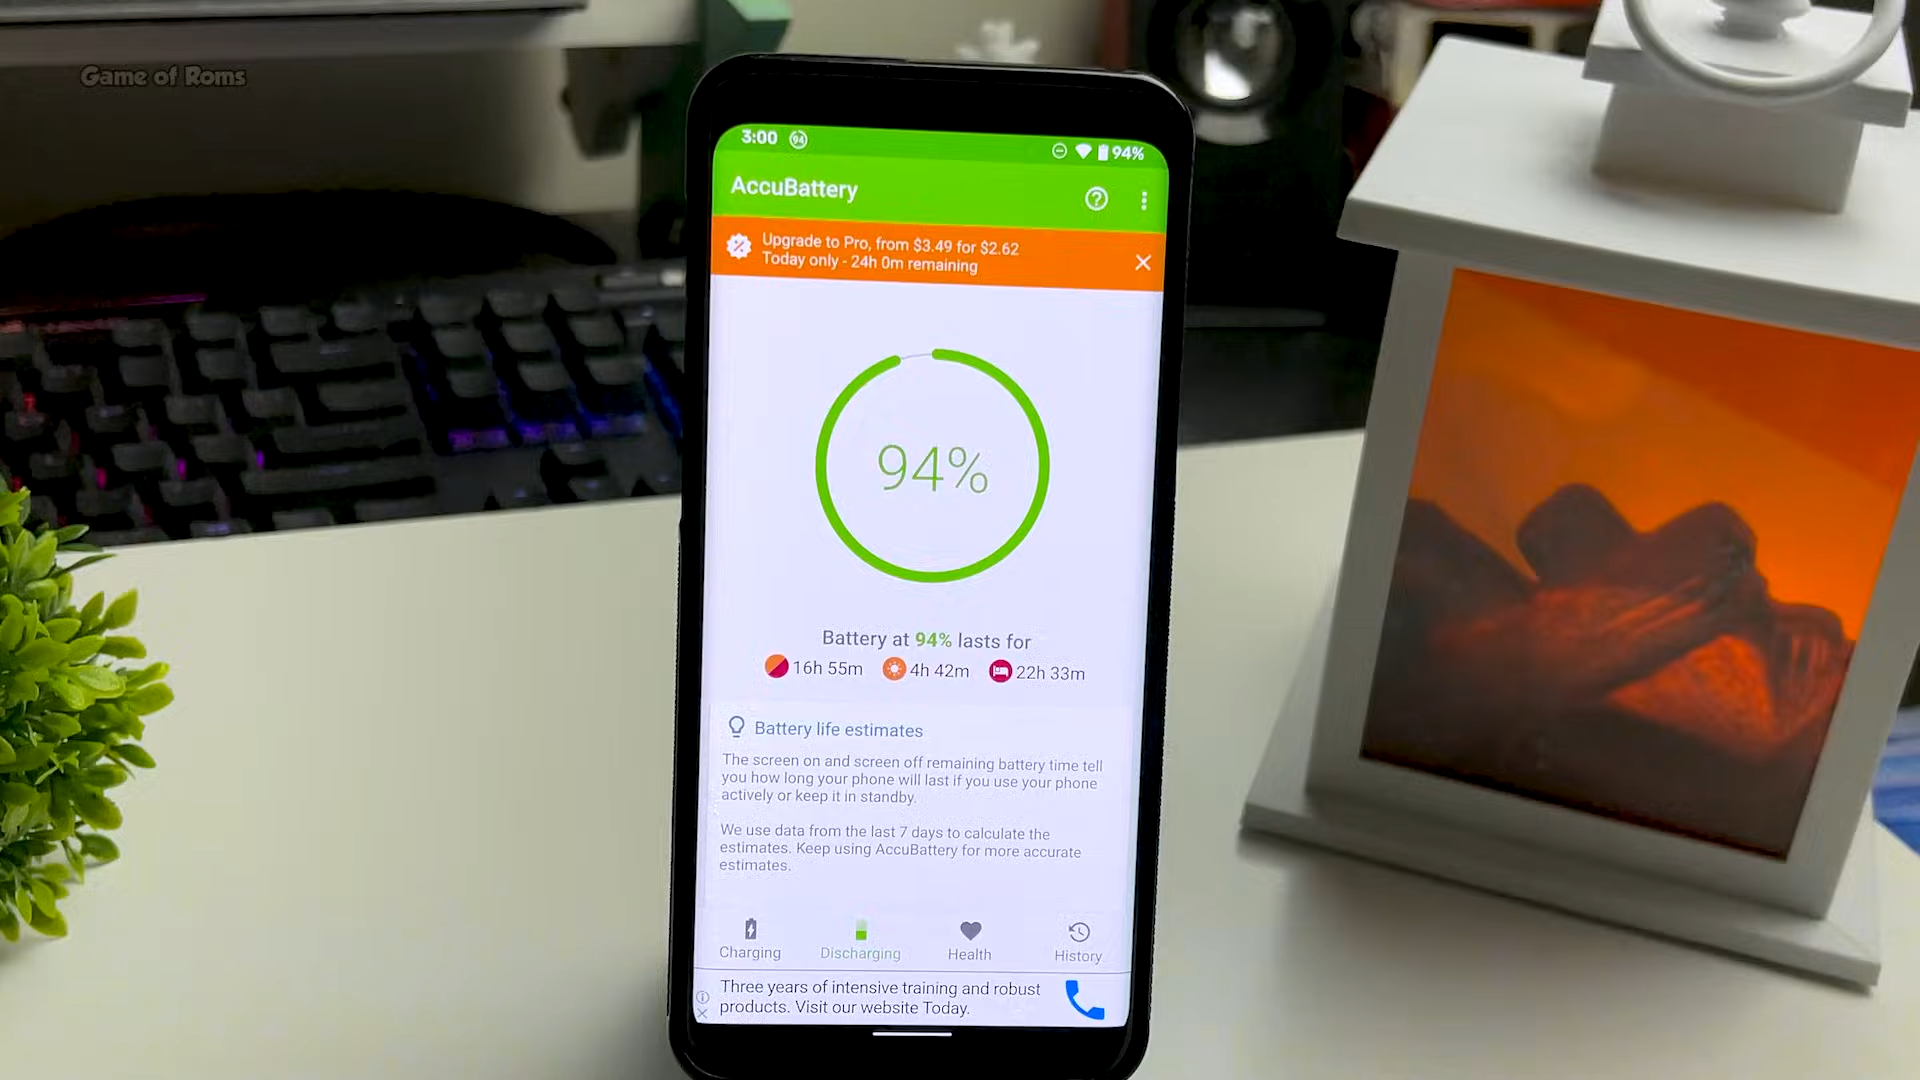 Game of Roms
3:00 94
94%
AccuBattery
Upgrade to Pro, from $3.49 for $2.62
Today only - 24h 0m remaining
94%
Battery at 94% lasts for
16h 55m 4h 42m 22h 33m
Battery life estimates
The screen on and screen off remaining battery time tell
you how long your phone will last if you use your phone
actively or keep it in standby.
We use data from the last 7 days to calculate the
estimates. Keep using AccuBattery for more accurate
estimates.
Charging Discharging Health History
Three years of intensive training and robust
products. Visit our website Today.